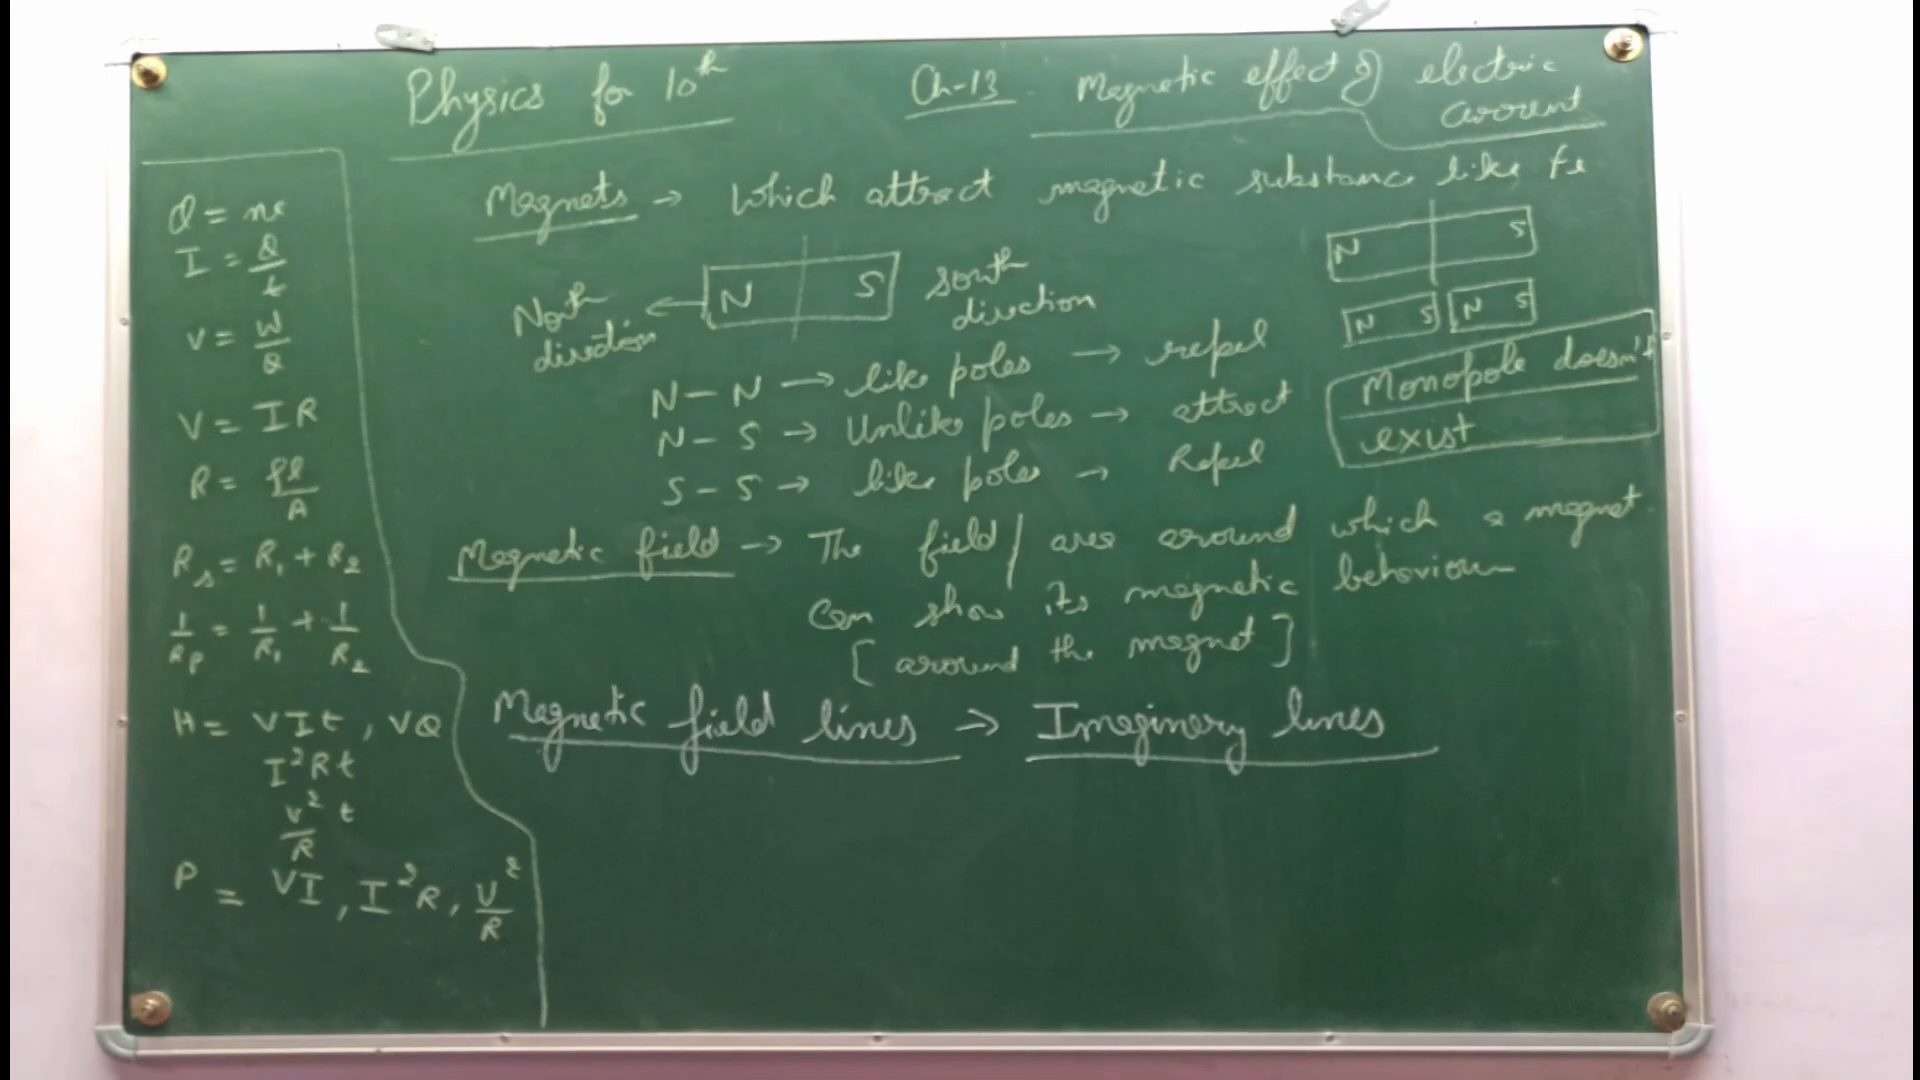 Physics for 10th
Ch-13 Magnetic effect of electric
current
Q = ne
I = Q/t
V = W/Q
V = IR
R = ρl/A
Rs = R1 + R2
1/Rp = 1/R1 + 1/R2
H = VIt, VQ
I²Rt
V²/R t
P = VI, I²R, V²/R
Magnets → Which attract magnetic substance like Fe
North
direction
← N S
South
direction
N S
N S N S
N – N → like poles → repel
N – S → Unlike poles → attract
S – S → like poles → Repel
Monopole doesn't
exist
Magnetic field → The field/area around which a magnet
Can show its magnetic behaviour
[around the magnet]
Magnetic field lines → Imaginery lines